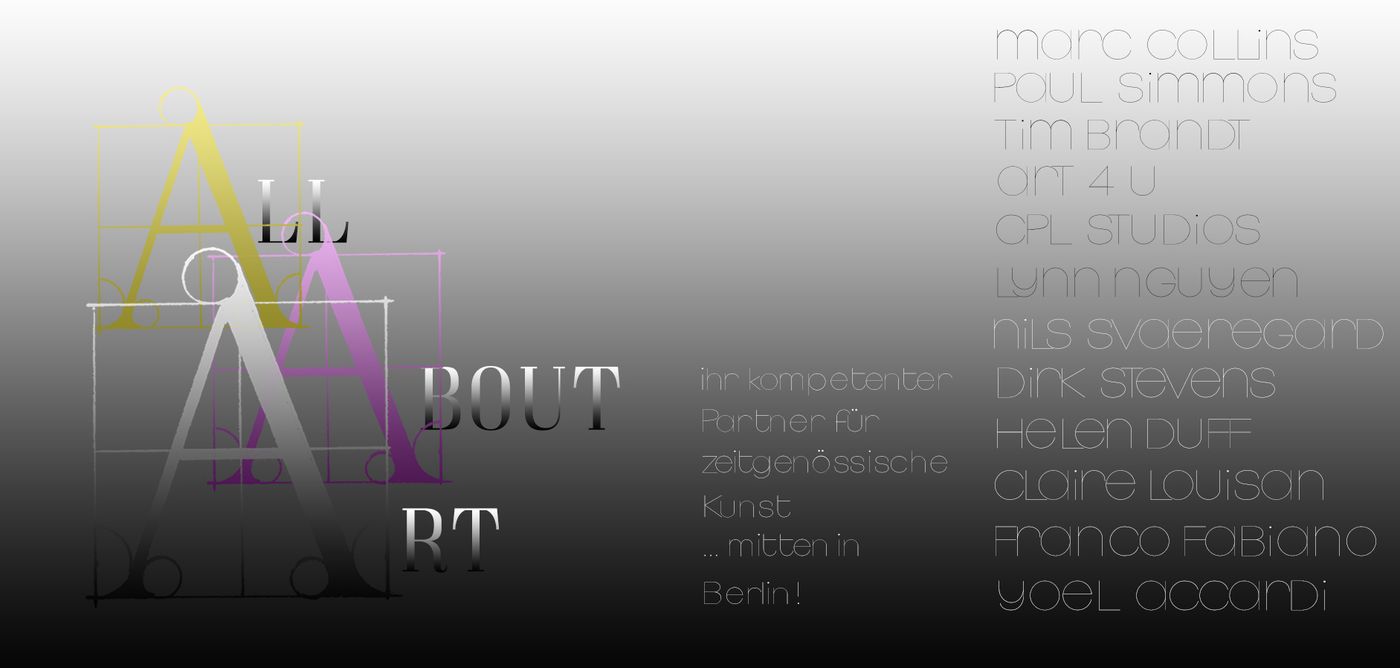 ALL
ABOUT
ART
ihr kompetenter
Partner für
zeitgenössische
Kunst
... mitten in
Berlin!
marc collins
Paul Simmons
Tim Brandt
art 4 U
CPL STUDiOS
Lynn nguyen
nils svaeregard
Dirk Stevens
Helen Duff
Claire Louisan
Franco Fabiano
yoel accardi